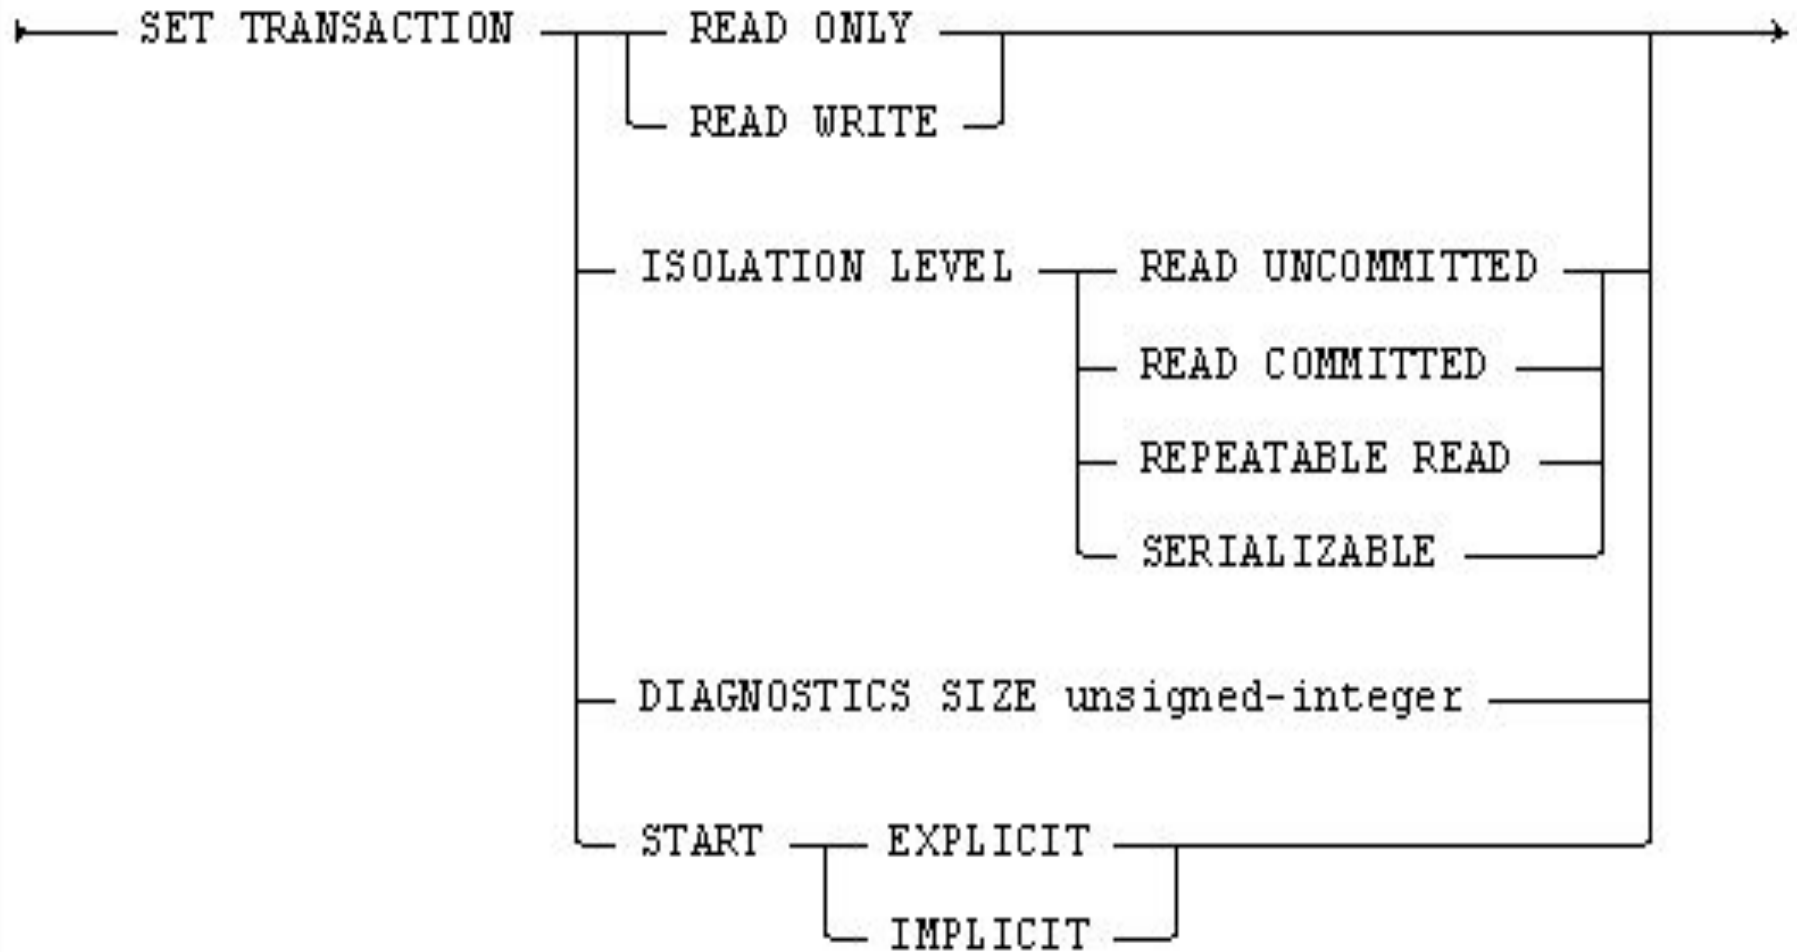 SET TRANSACTION READ ONLY
READ WRITE
ISOLATION LEVEL READ UNCOMMITTED
READ COMMITTED
REPEATABLE READ
SERIALIZABLE
DIAGNOSTICS SIZE unsigned-integer
START EXPLICIT
IMPLICIT